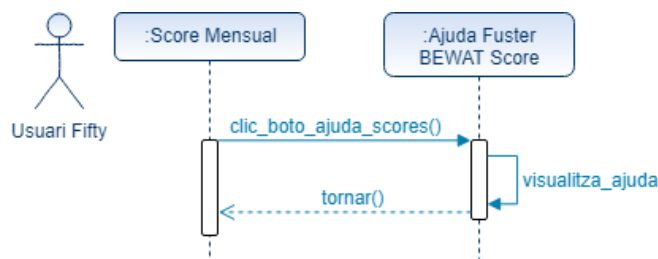 :Score Mensual
:Ajuda Fuster
BEWAT Score
Usuari Fifty
clic_boto_ajuda_scores()
visualitza_ajuda
tornar()